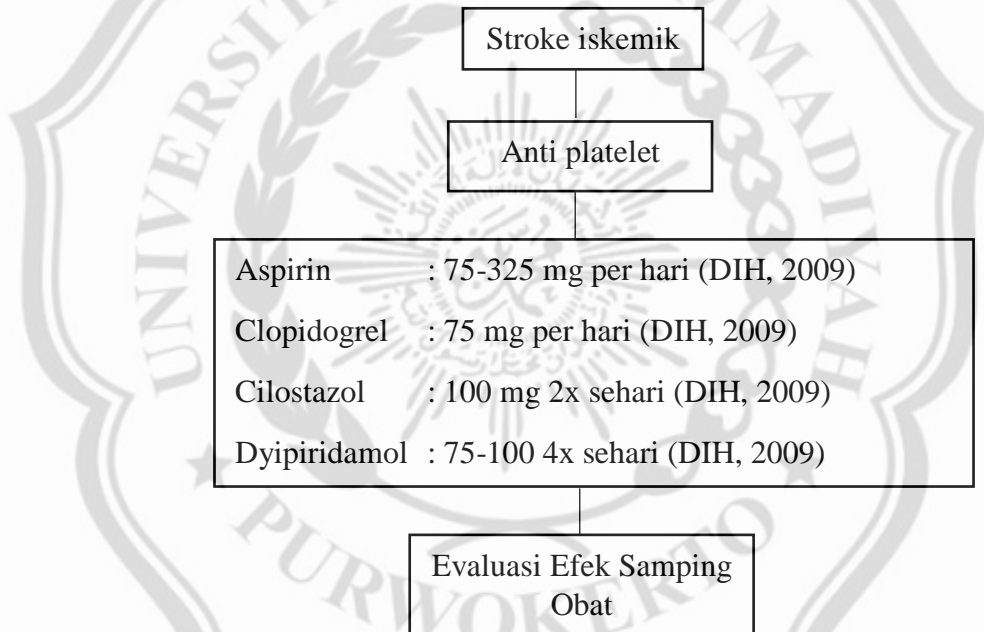 Stroke iskemik
Anti platelet
Aspirin : 75-325 mg per hari (DIH, 2009)
Clopidogrel : 75 mg per hari (DIH, 2009)
Cilostazol : 100 mg 2x sehari (DIH, 2009)
Dyipiridamol : 75-100 4x sehari (DIH, 2009)
Evaluasi Efek Samping
Obat
PURWOKERTO